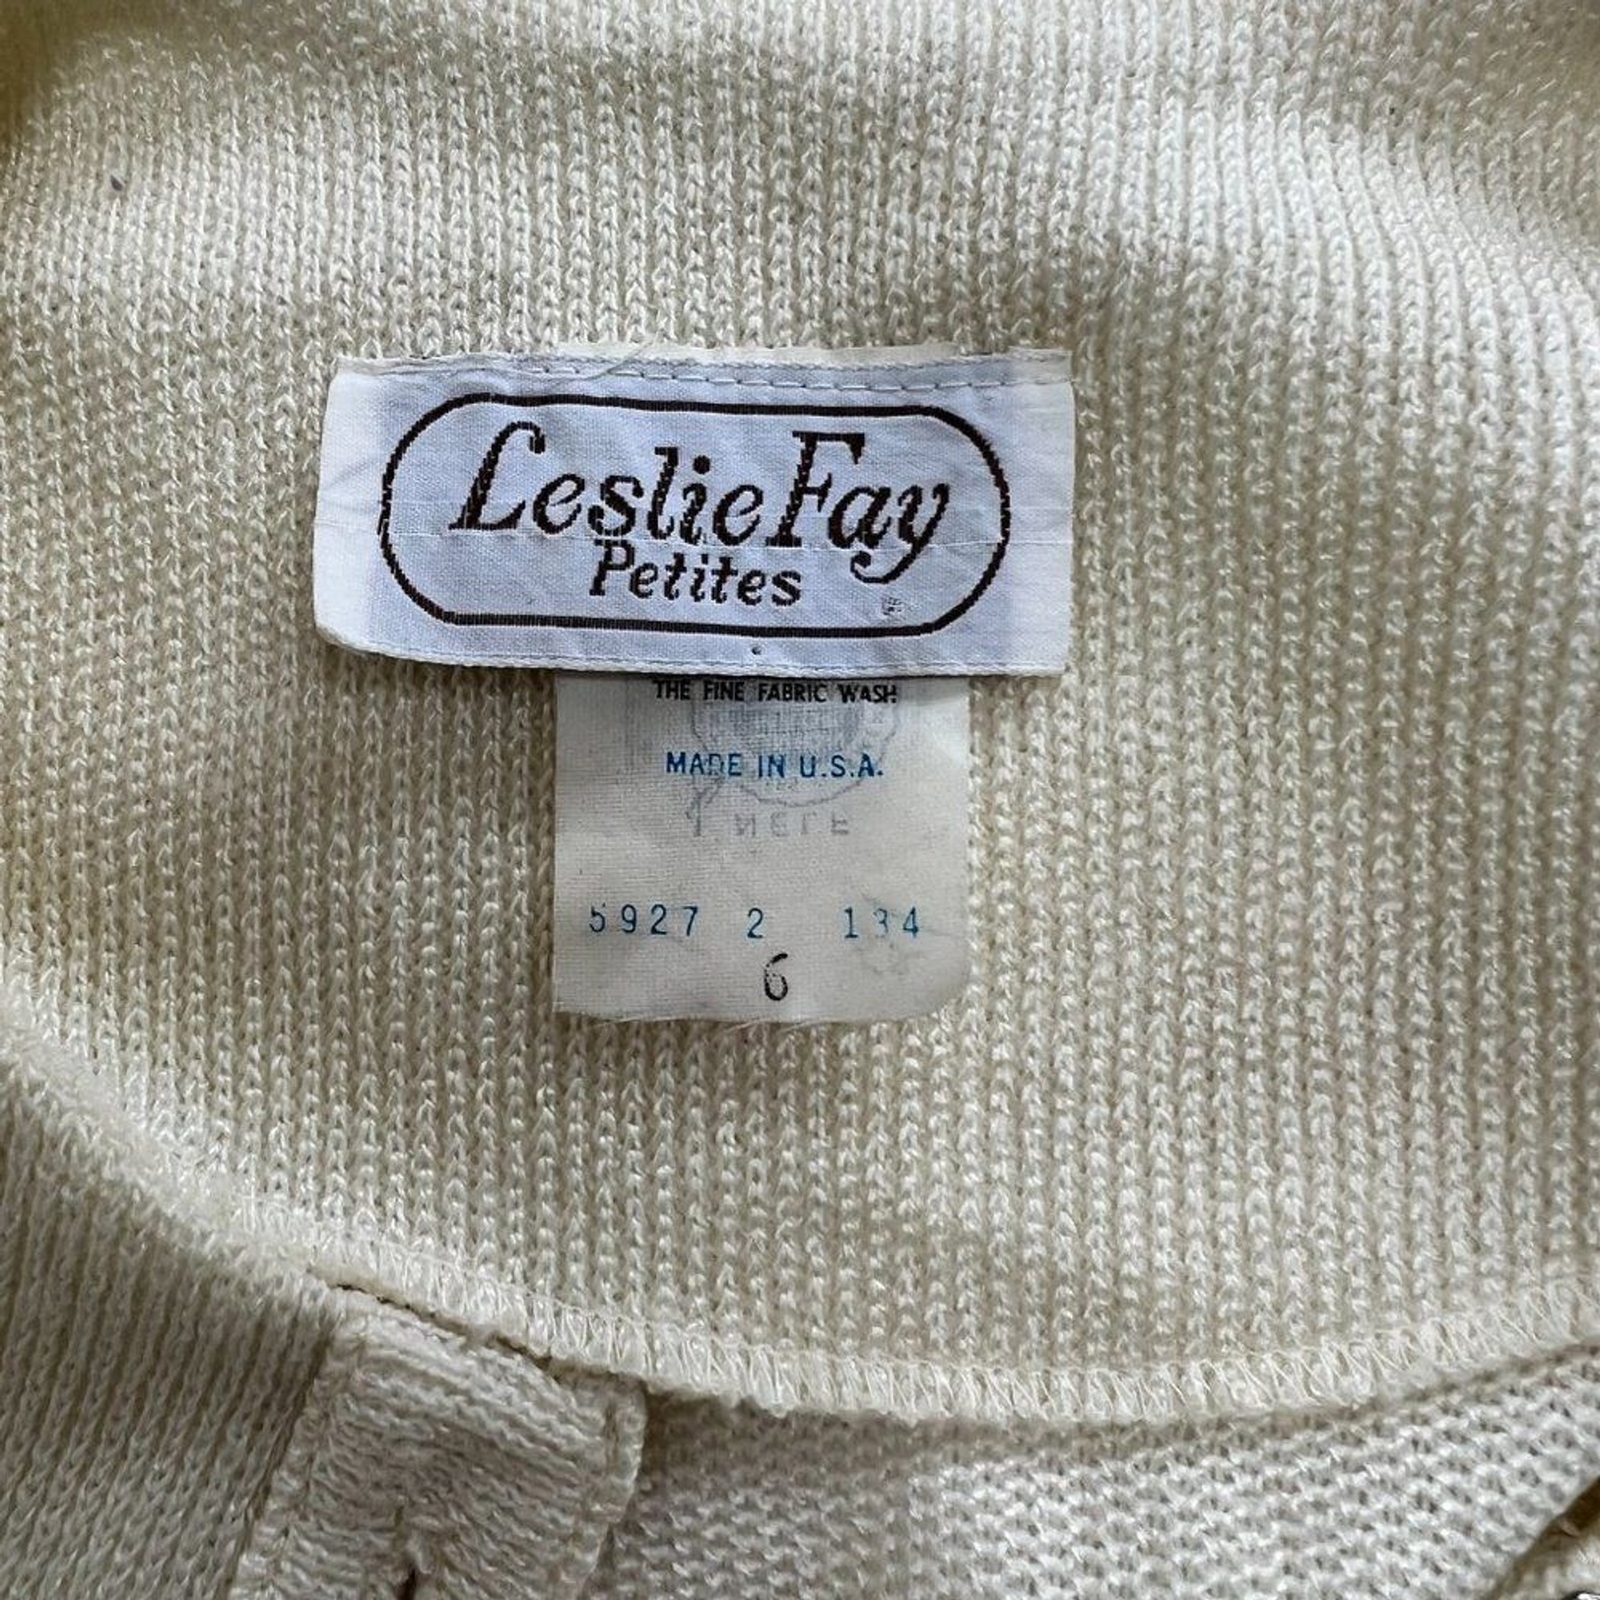 Leslie Fay
Petites
THE FINE FABRIC WASH
MADE IN U.S.A.
5927 2 134
6